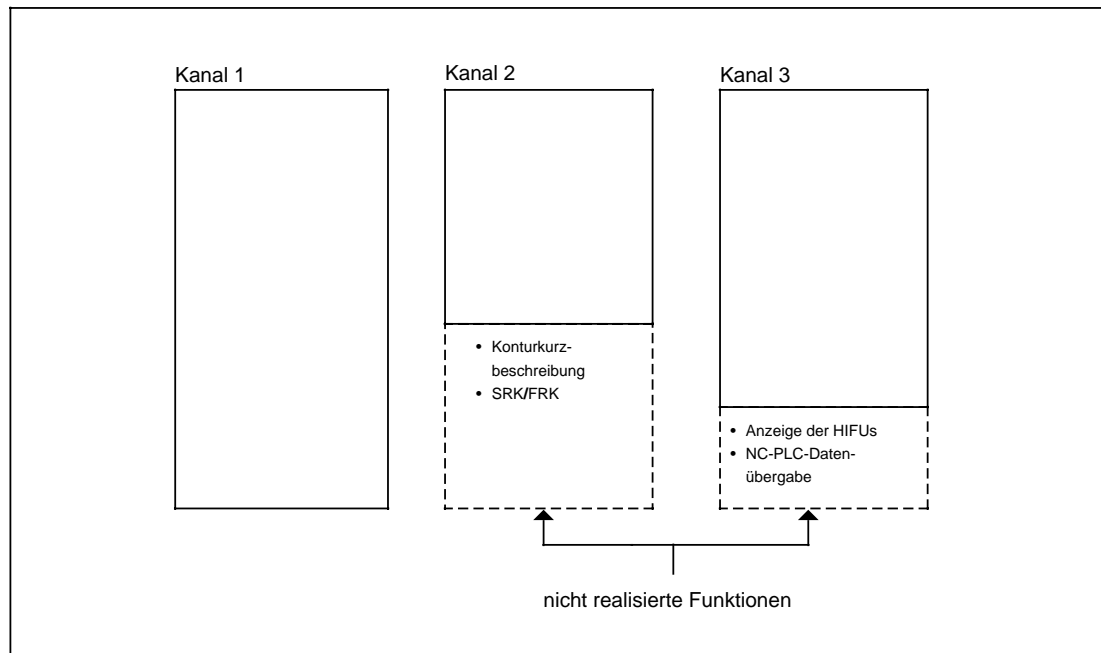 Kanal 1
Kanal 2
Kanal 3
• Konturkurz-
beschreibung
• SRK/FRK
• Anzeige der HIFUs
• NC-PLC-Daten-
übergabe
nicht realisierte Funktionen